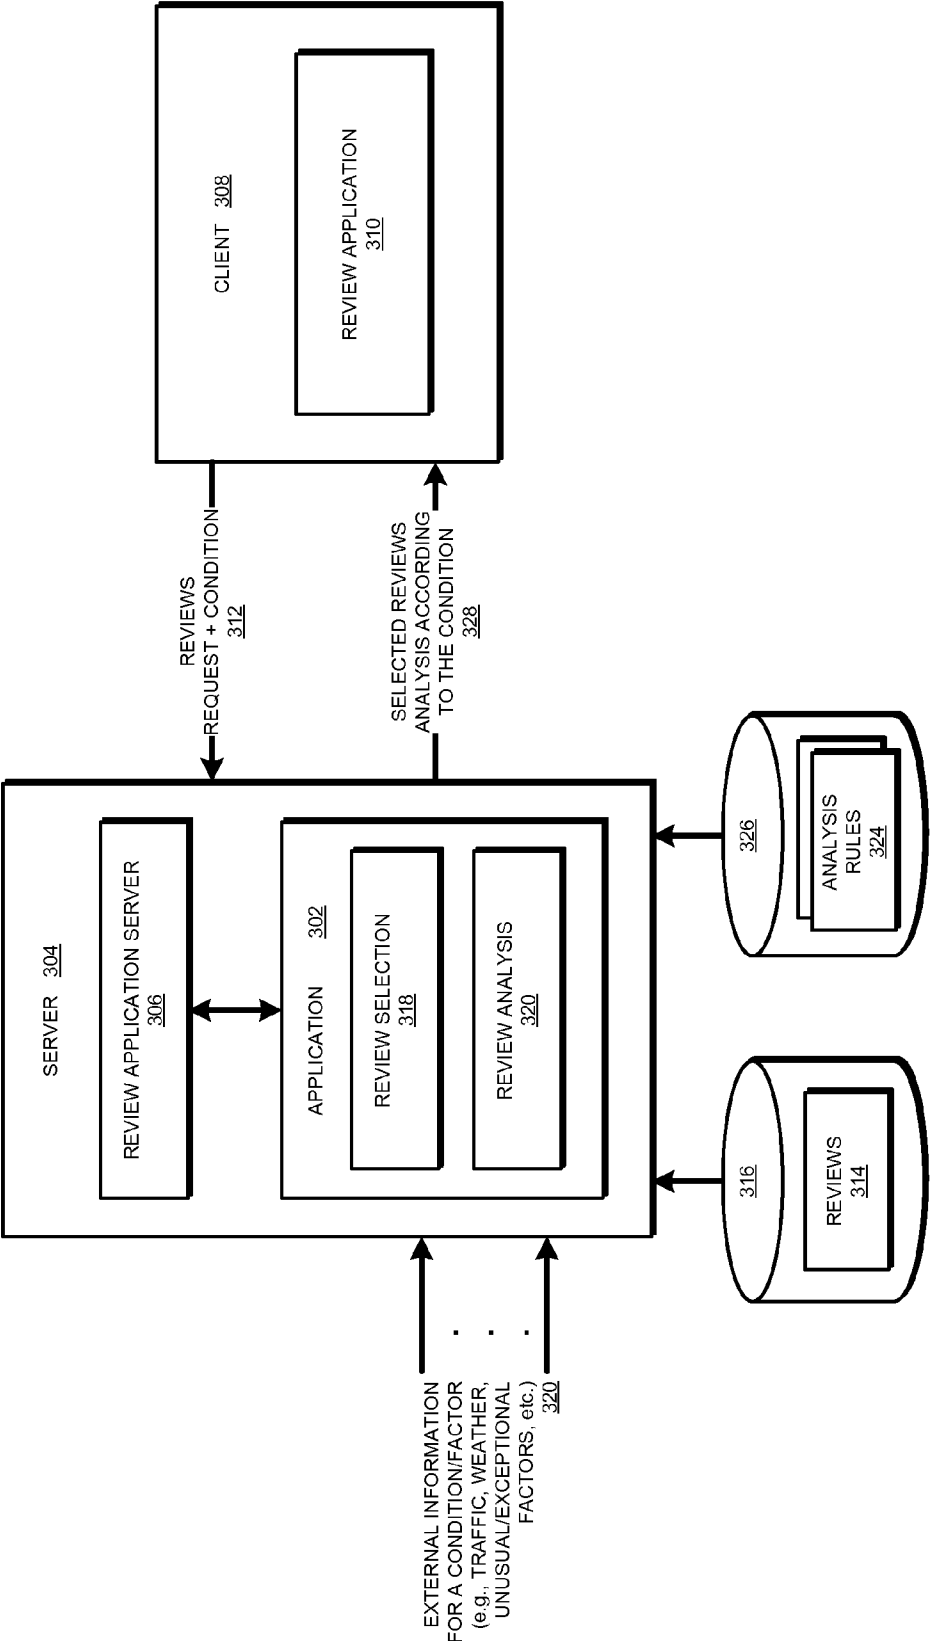 SERVER 304
REVIEW APPLICATION SERVER
306
APPLICATION 302
REVIEW SELECTION
318
REVIEW ANALYSIS
320
CLIENT 308
REVIEW APPLICATION
310
REVIEWS
REQUEST + CONDITION
312
SELECTED REVIEWS
ANALYSIS ACCORDING
TO THE CONDITION
328
EXTERNAL INFORMATION
FOR A CONDITION/FACTOR
(e.g., TRAFFIC, WEATHER,
UNUSUAL/EXCEPTIONAL
FACTORS, etc.)
320
316
REVIEWS
314
326
ANALYSIS
RULES
324